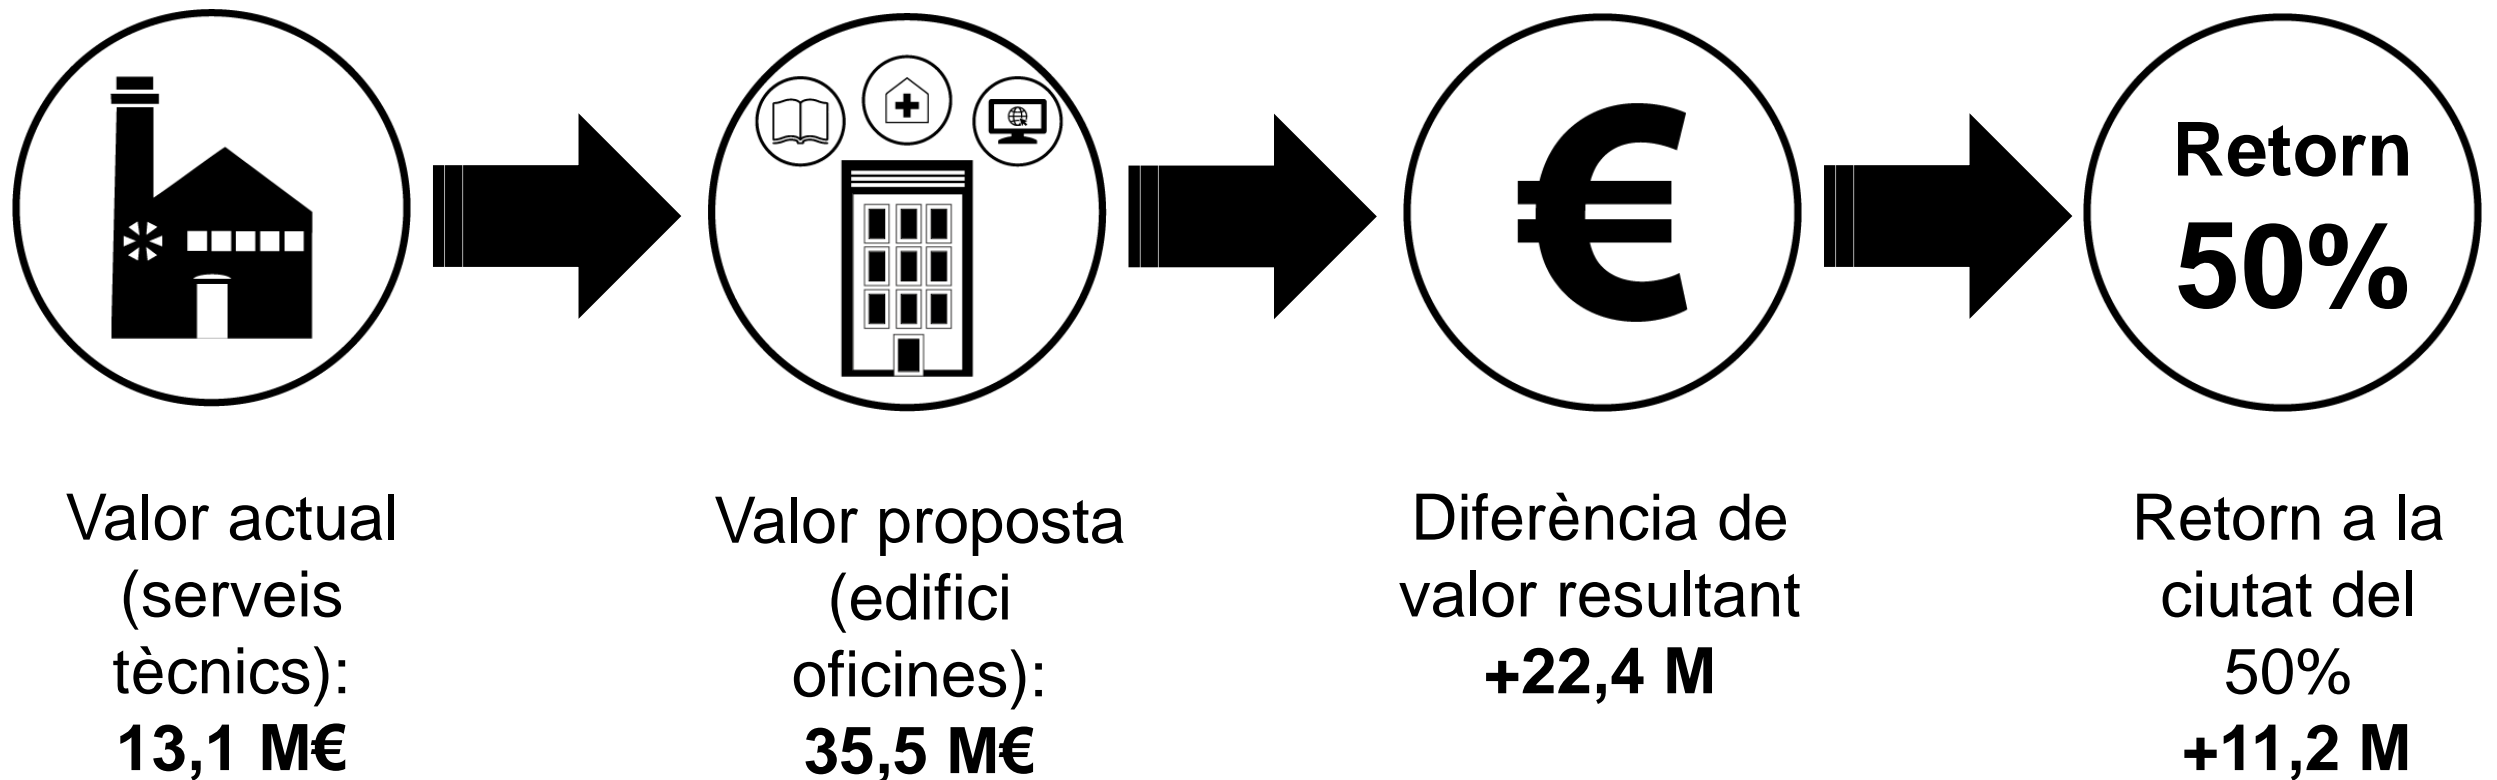 Retorn
50%
Valor actual
(serveis
tècnics):
13,1 M€
Valor proposta
(edifici
oficines):
35,5 M€
Diferència de
valor resultant
+22,4 M
Retorn a la
ciutat del
50%
+11,2 M